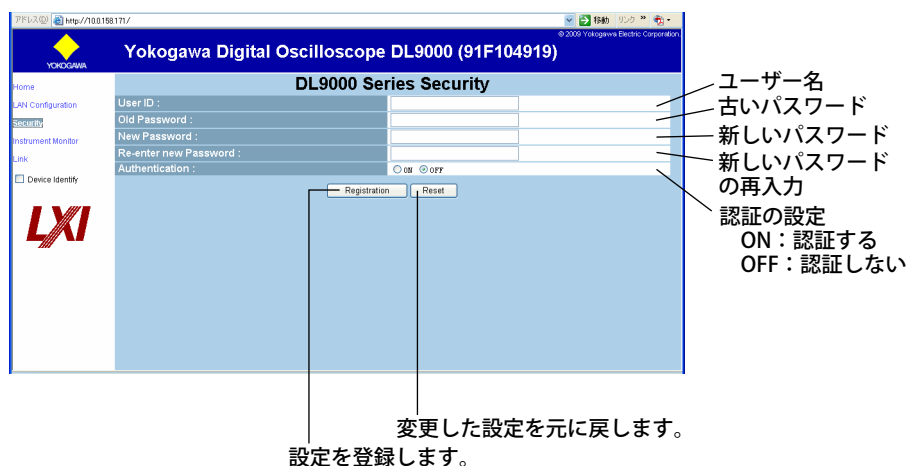 アドレス(D) http://10.0.158.171/ 移動 リンク »
© 2009 Yokogawa Electric Corporation
YOKOGAWA
Yokogawa Digital Oscilloscope DL9000 (91F104919)
Home
LAN Configuration
Security
Instrument Monitor
Link
Device Identify
LXI
DL9000 Series Security
User ID :
Old Password :
New Password :
Re-enter new Password :
Authentication : ON OFF
Registration Reset
ユーザー名
古いパスワード
新しいパスワード
新しいパスワード
の再入力
認証の設定
ON：認証する
OFF：認証しない
変更した設定を元に戻します。
設定を登録します。